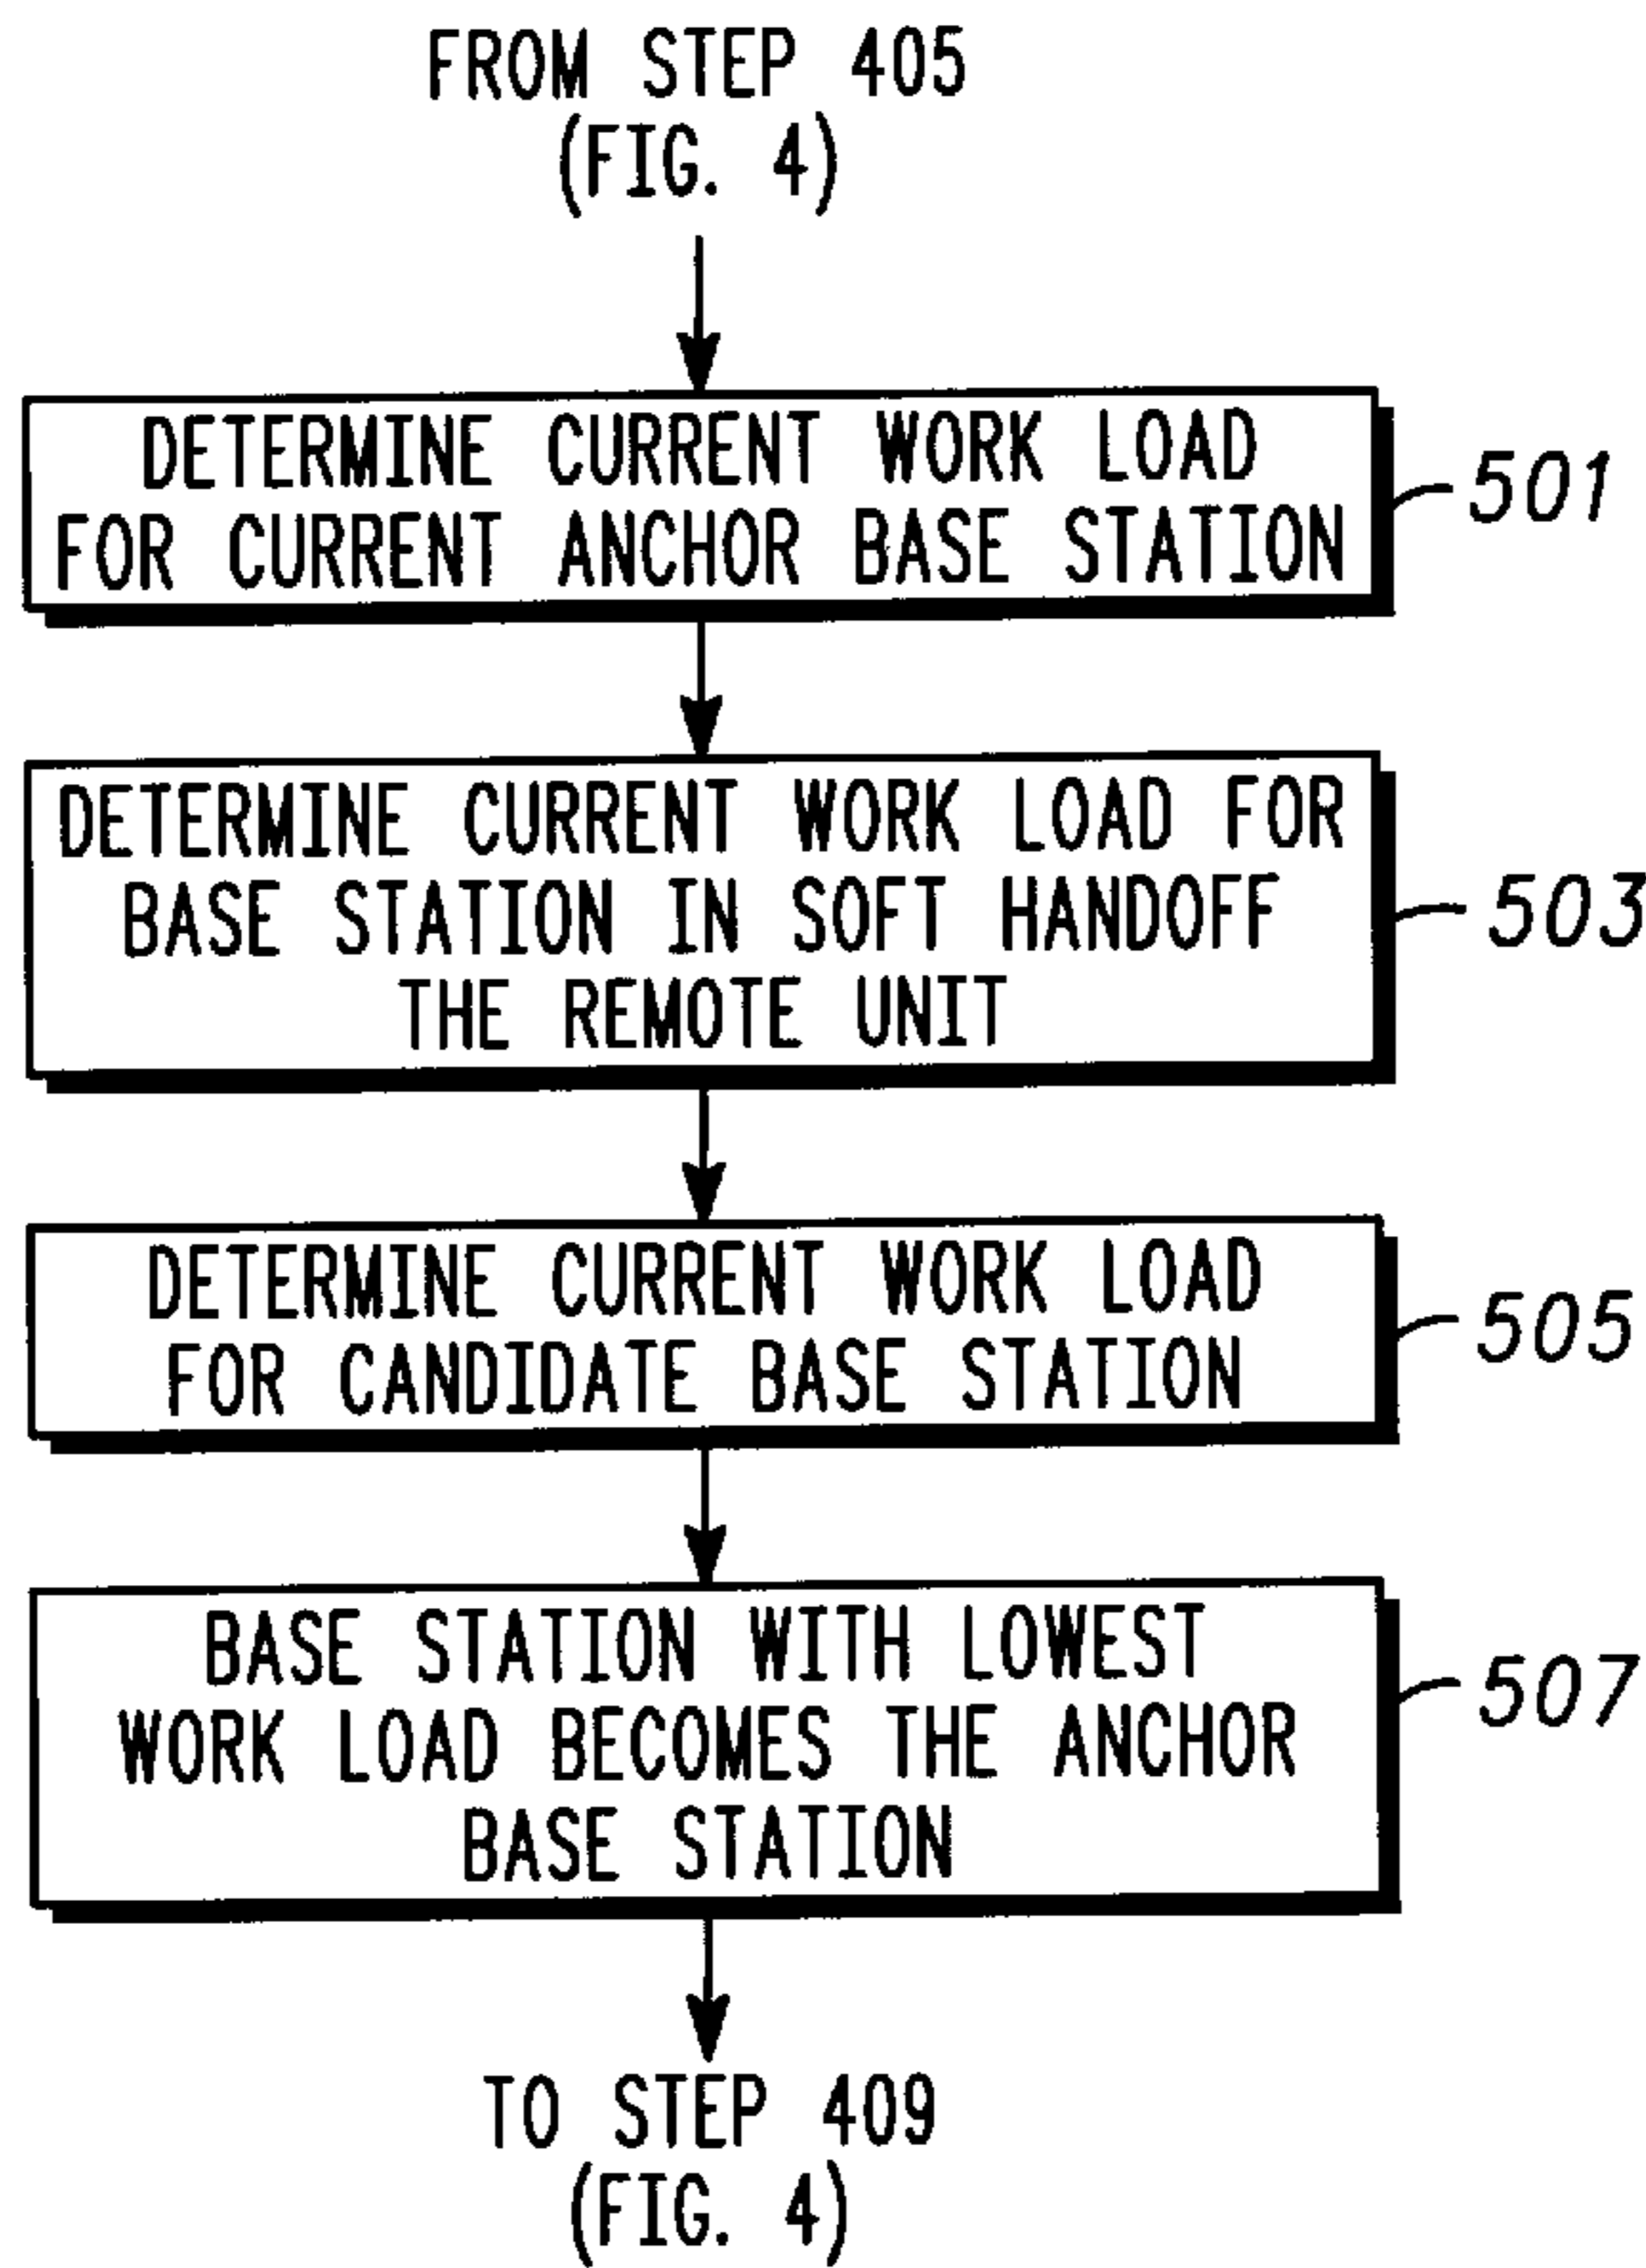 FROM STEP 405
(FIG. 4)
DETERMINE CURRENT WORK LOAD
FOR CURRENT ANCHOR BASE STATION
501
DETERMINE CURRENT WORK LOAD FOR
BASE STATION IN SOFT HANDOFF
THE REMOTE UNIT
503
DETERMINE CURRENT WORK LOAD
FOR CANDIDATE BASE STATION
505
BASE STATION WITH LOWEST
WORK LOAD BECOMES THE ANCHOR
BASE STATION
507
TO STEP 409
(FIG. 4)